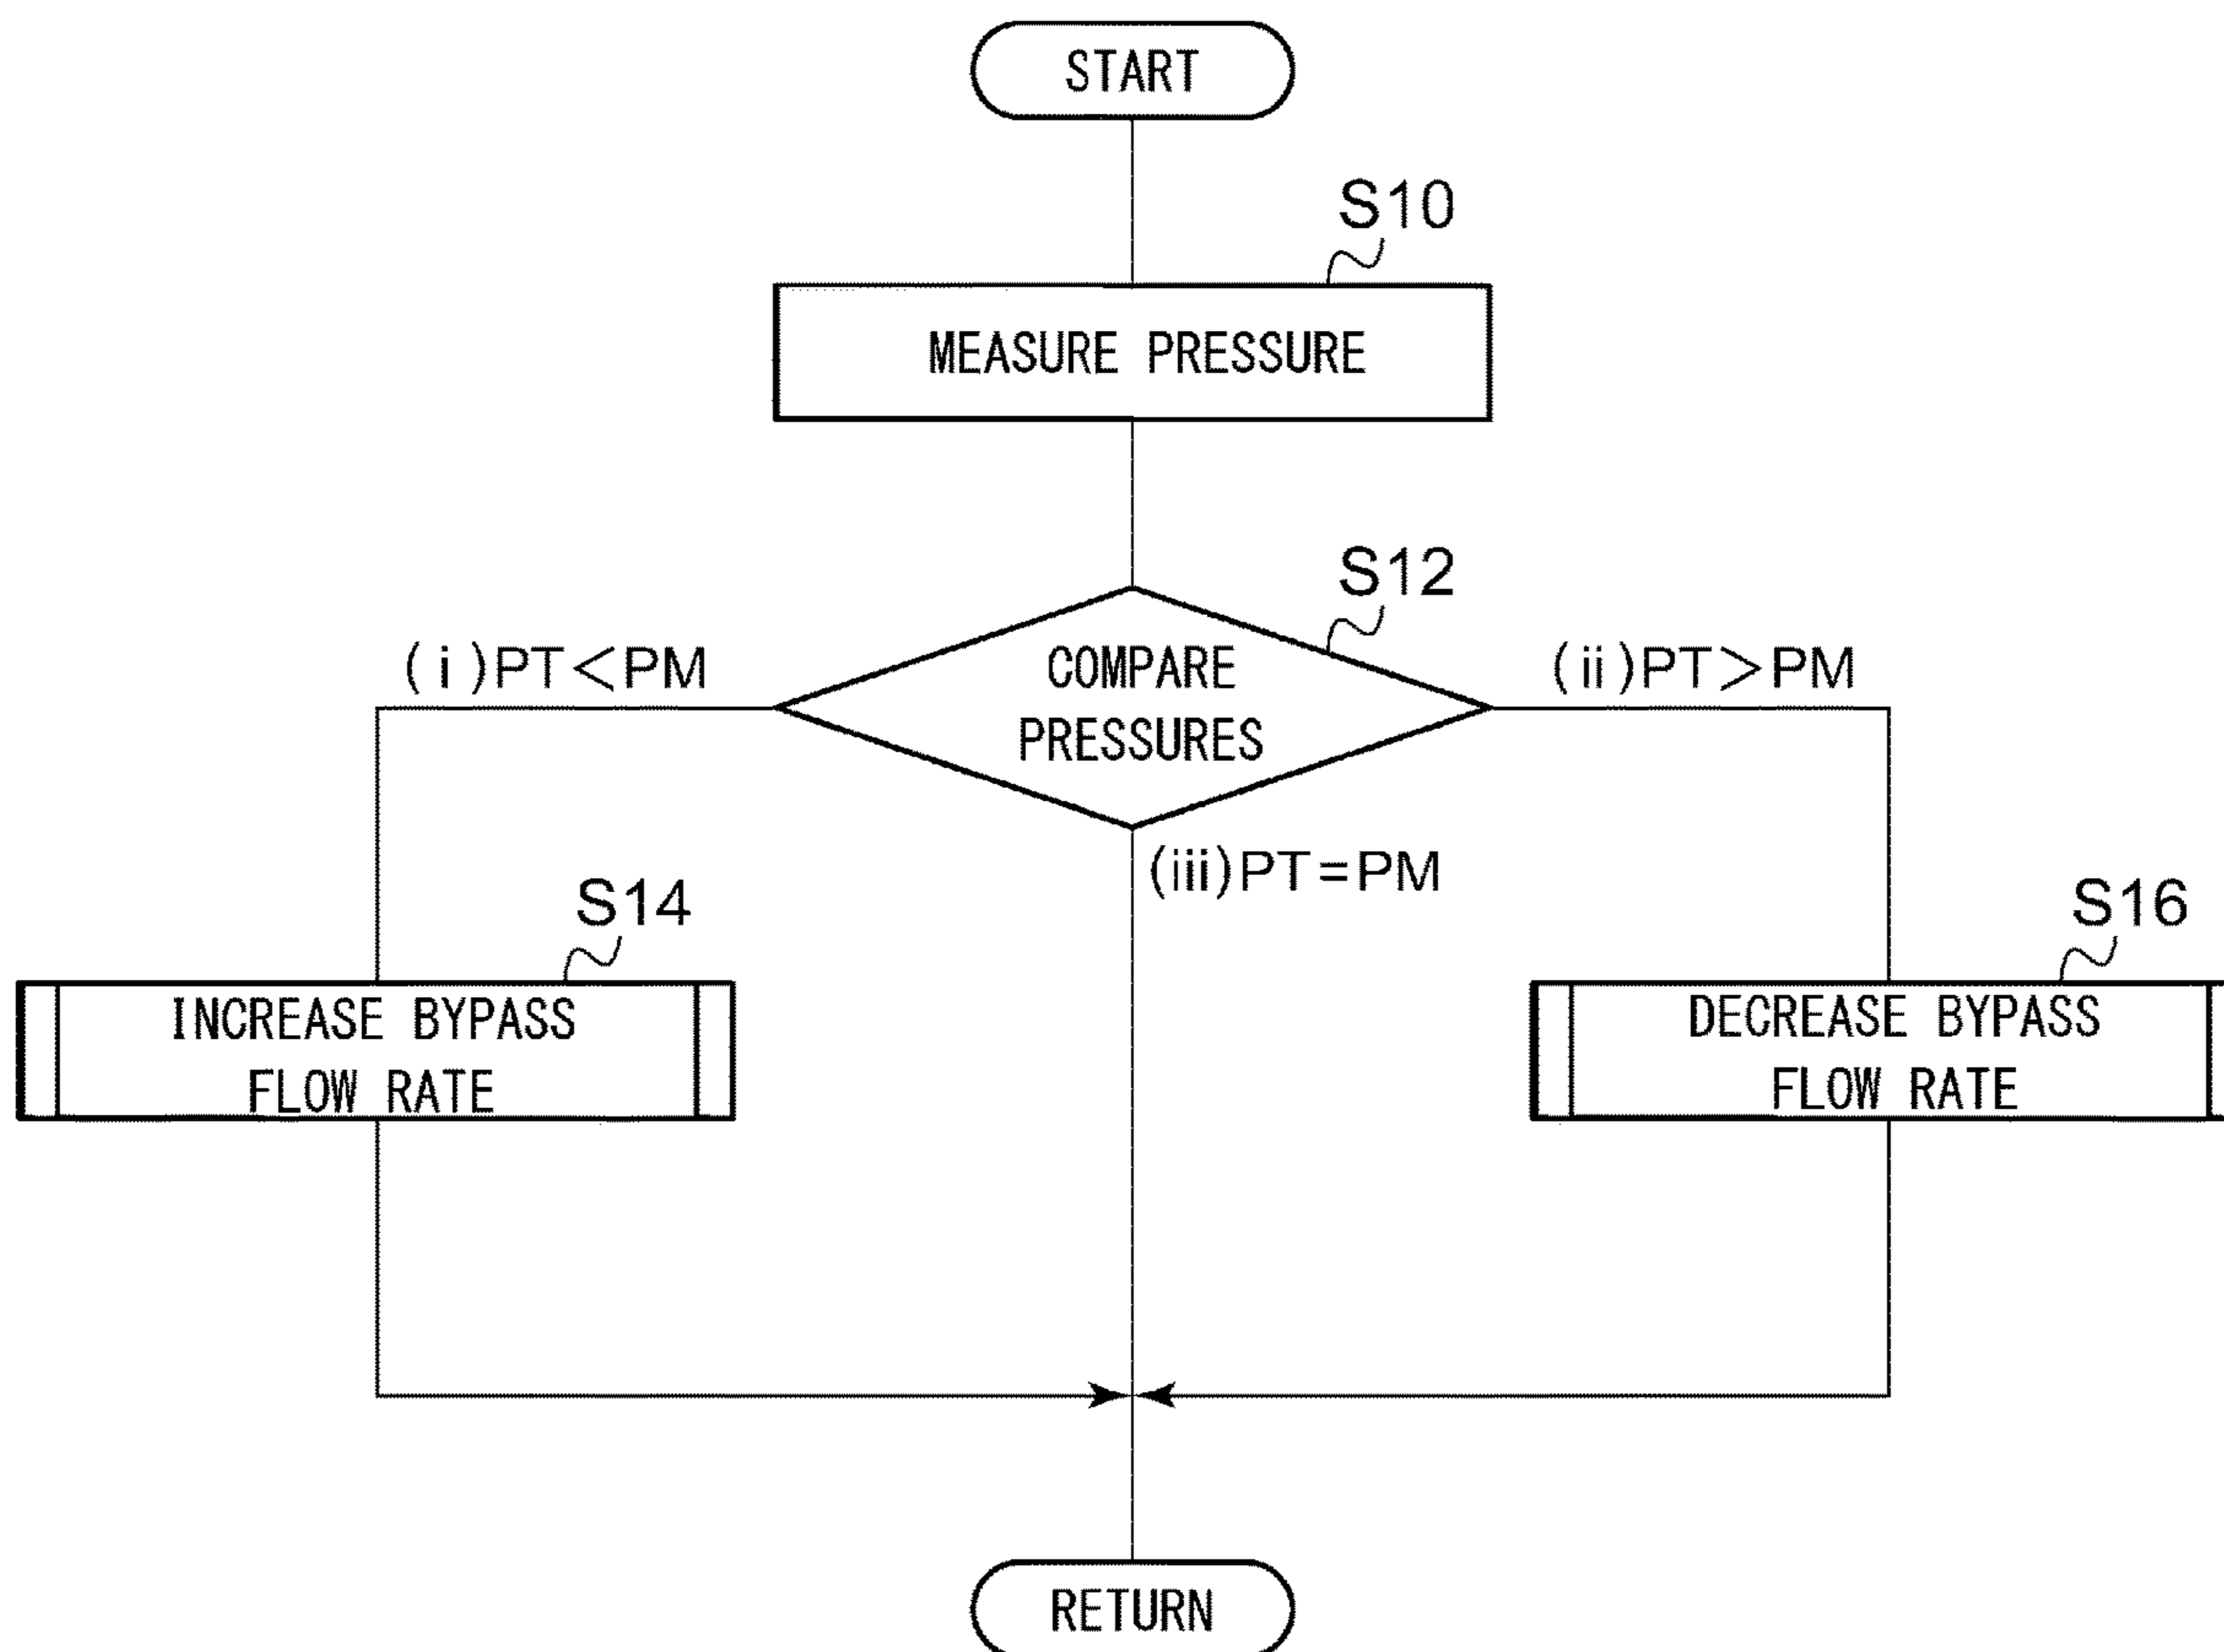 START
S10
MEASURE PRESSURE
S12
COMPARE
PRESSURES
(i)PT<PM
(ii)PT>PM
(iii)PT=PM
S14
INCREASE BYPASS
FLOW RATE
S16
DECREASE BYPASS
FLOW RATE
RETURN